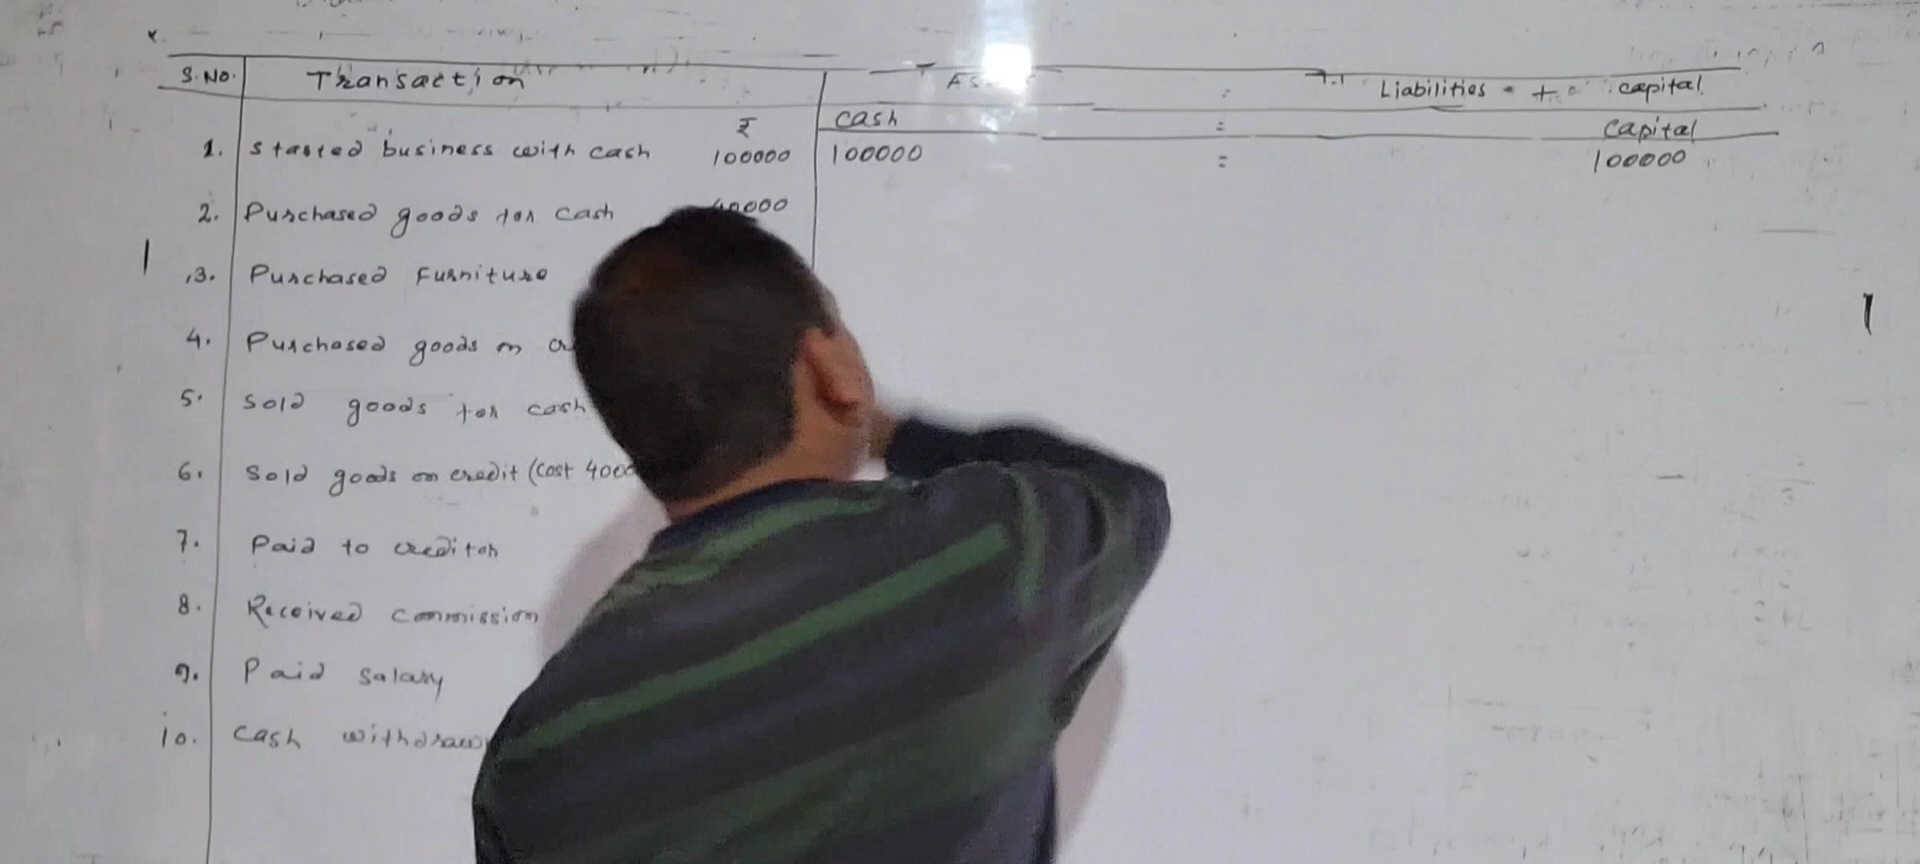 S.No. Transaction : Liabilities + capital
₹ cash = capital
1. Started business with cash 100000 100000 = 100000
2. Purchased goods for cash
3. Purchased Furniture
4. Purchased goods on
5. Sold goods for cash
6. Sold goods on credit (cost
7. Paid to creditor
8. Received commission
9. Paid salary
10. Cash